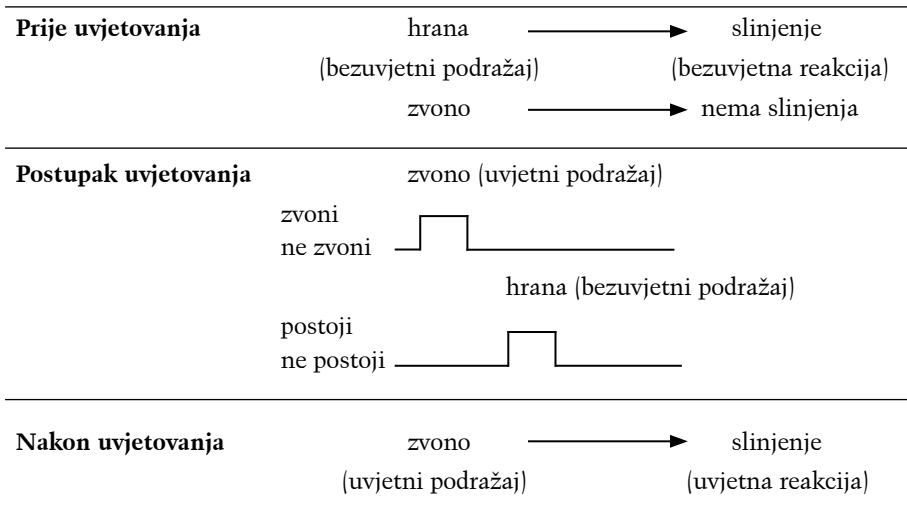 Prije uvjetovanja hrana slinjenje
(bezuvjetni podražaj) (bezuvjetna reakcija)
zvono nema slinjenja
Postupak uvjetovanja zvono (uvjetni podražaj)
zvoni
ne zvoni
hrana (bezuvjetni podražaj)
postoji
ne postoji
Nakon uvjetovanja zvono slinjenje
(uvjetni podražaj) (uvjetna reakcija)